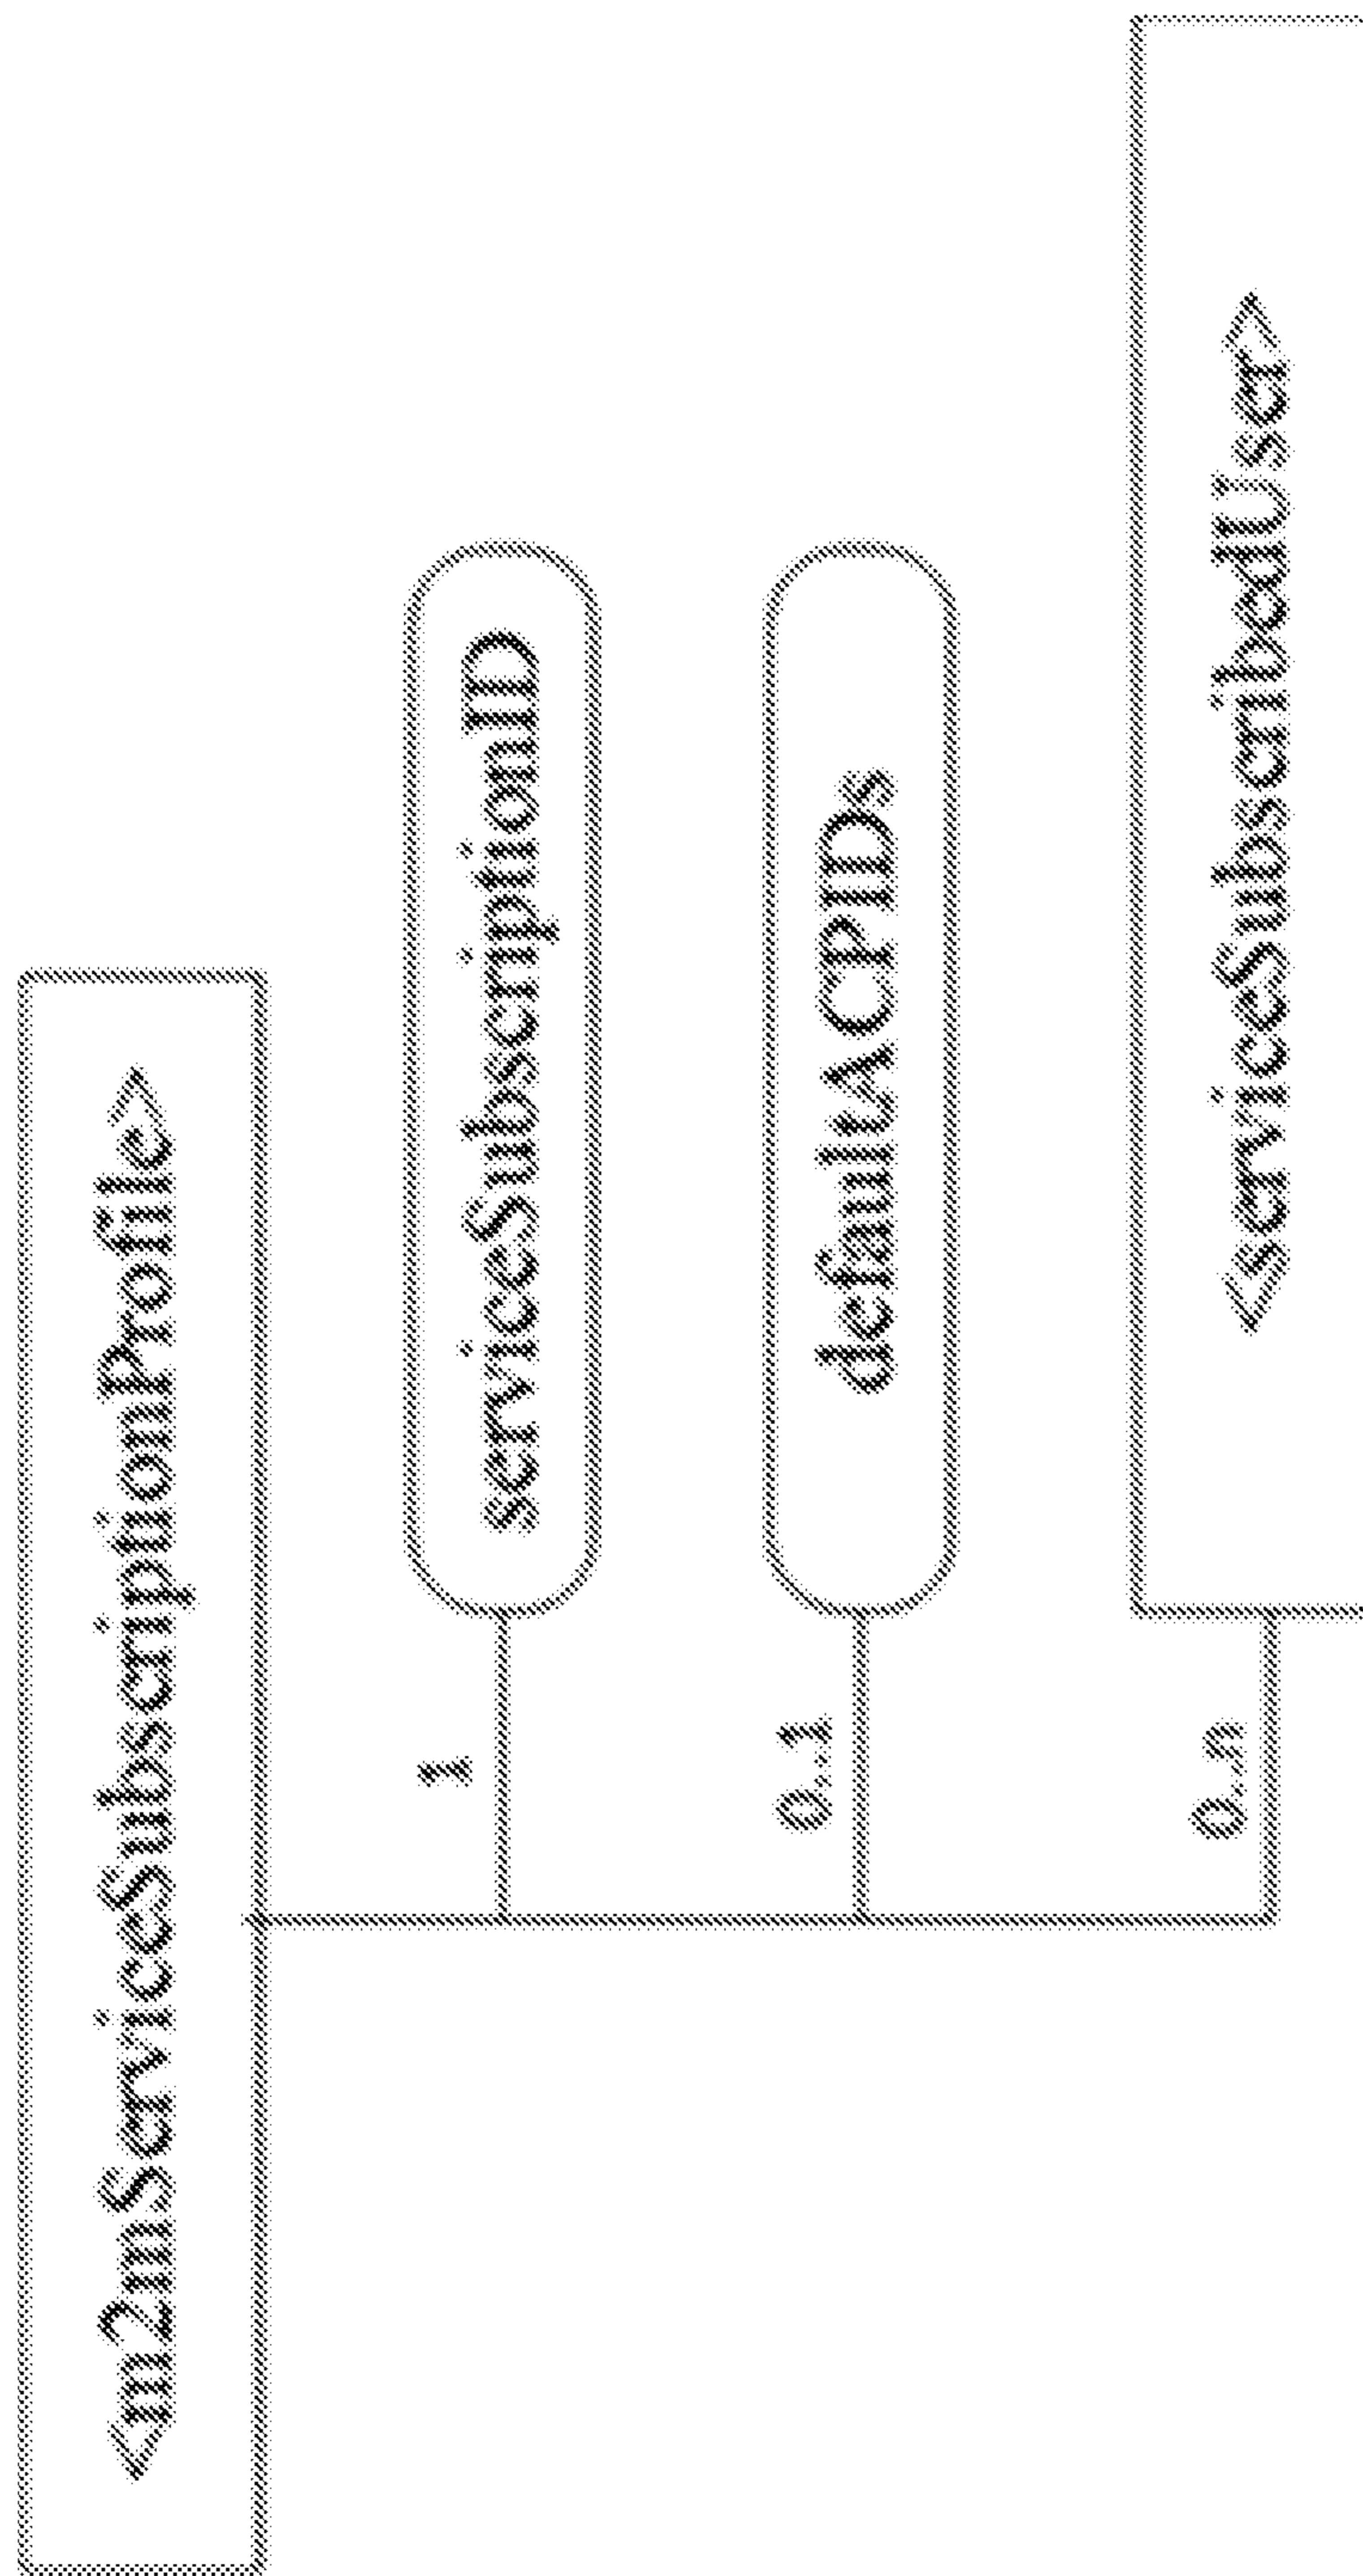 <m2mServiceSubscriptionProfile>
1
serviceSubscriptionID
0..1
defaultACPIDs
0..n
<serviceSubscribedUser>